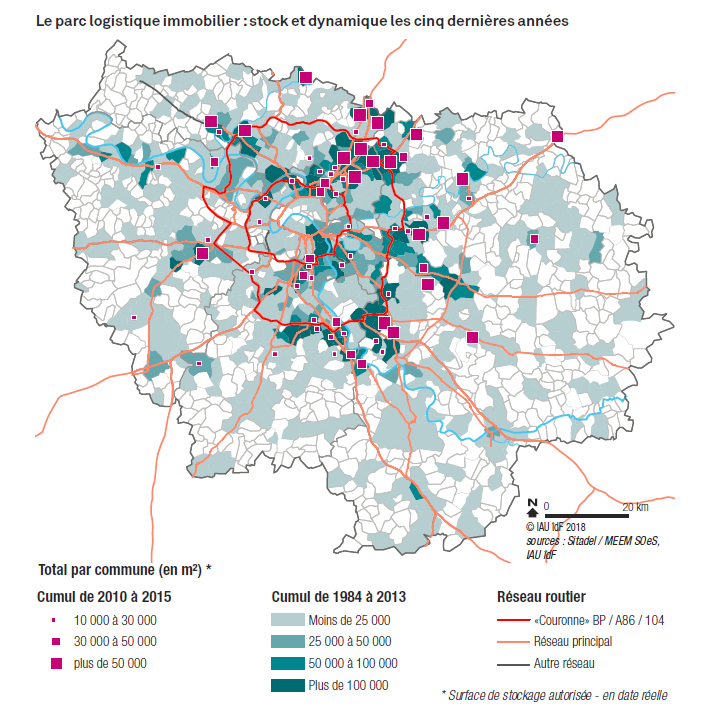 Le parc logistique immobilier : stock et dynamique les cinq dernières années
N
0 20 km
© IAU IdF 2018
sources : Sitadel / MEEM SOeS,
IAU IdF
Total par commune (en m²) *
Cumul de 2010 à 2015
10 000 à 30 000
30 000 à 50 000
plus de 50 000
Cumul de 1984 à 2013
Moins de 25 000
25 000 à 50 000
50 000 à 100 000
Plus de 100 000
Réseau routier
«Couronne» BP / A86 / 104
Réseau principal
Autre réseau
* Surface de stockage autorisée - en date réelle